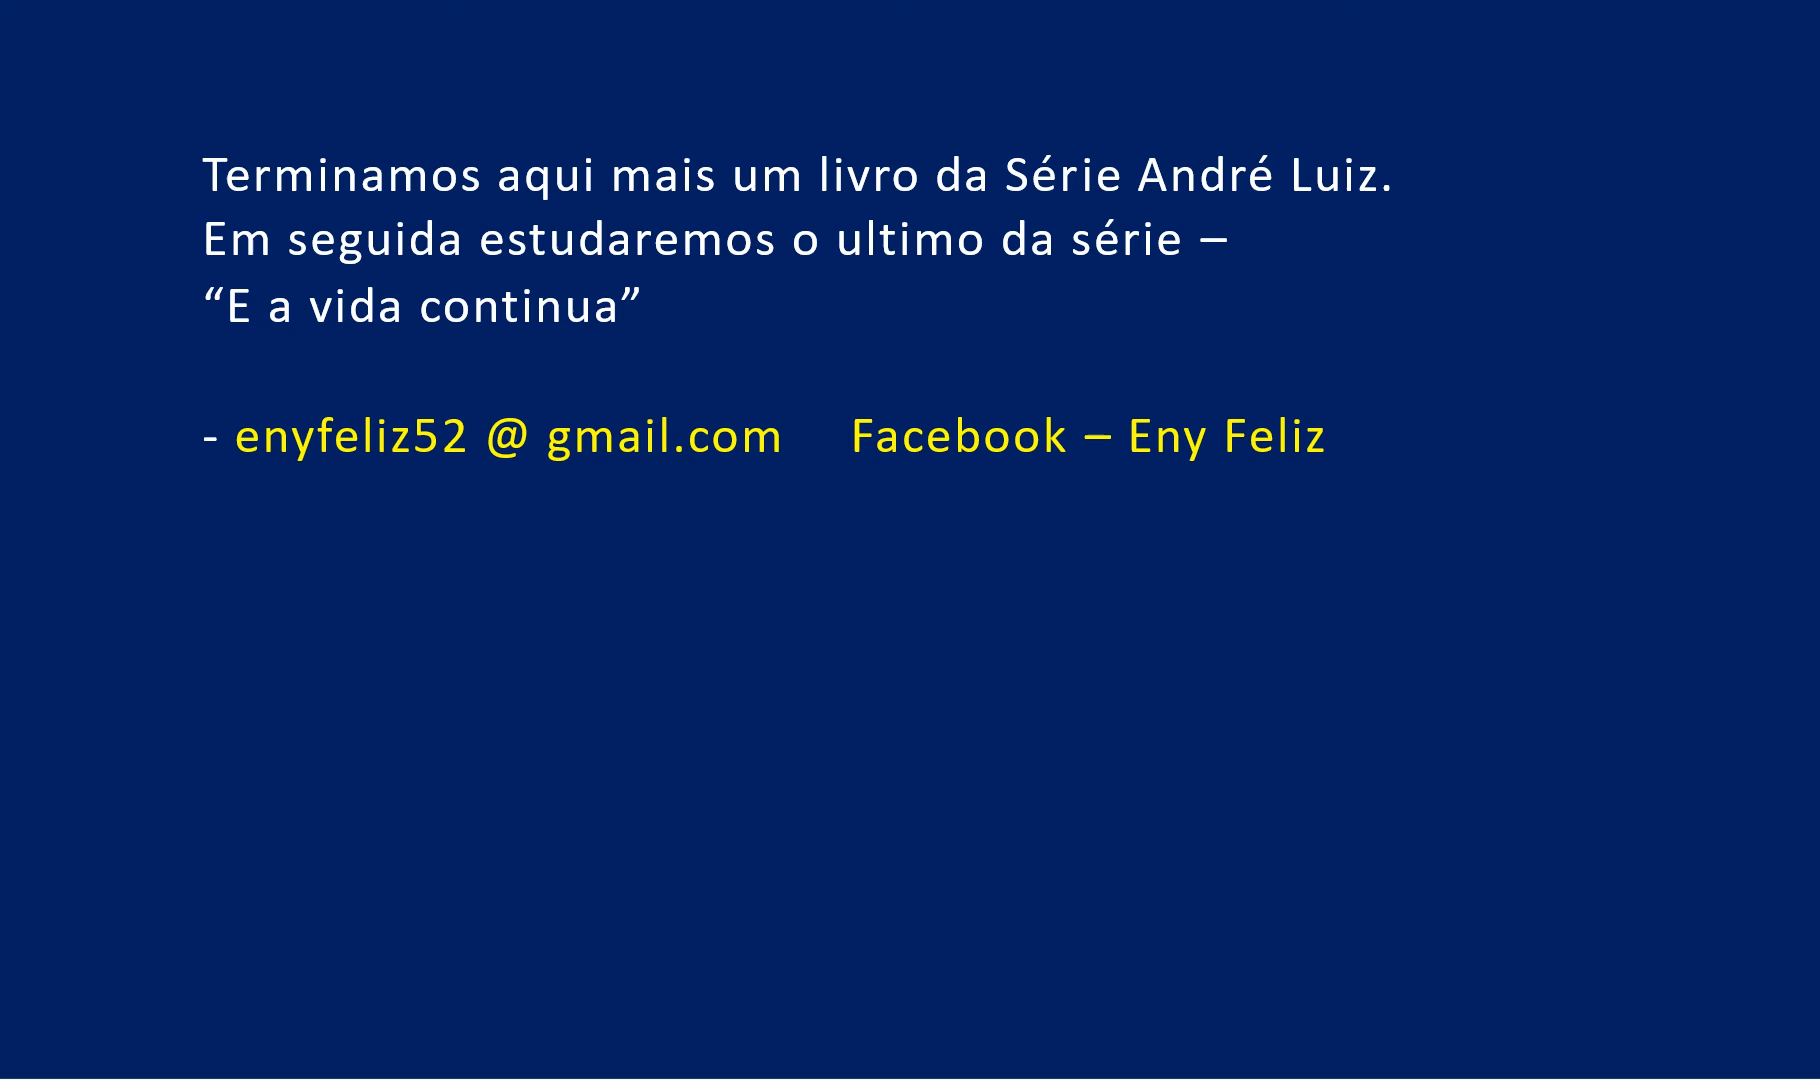 Terminamos aqui mais um livro da Série André Luiz.
Em seguida estudaremos o ultimo da série –
“E a vida continua”
- enyfeliz52 @ gmail.com Facebook – Eny Feliz